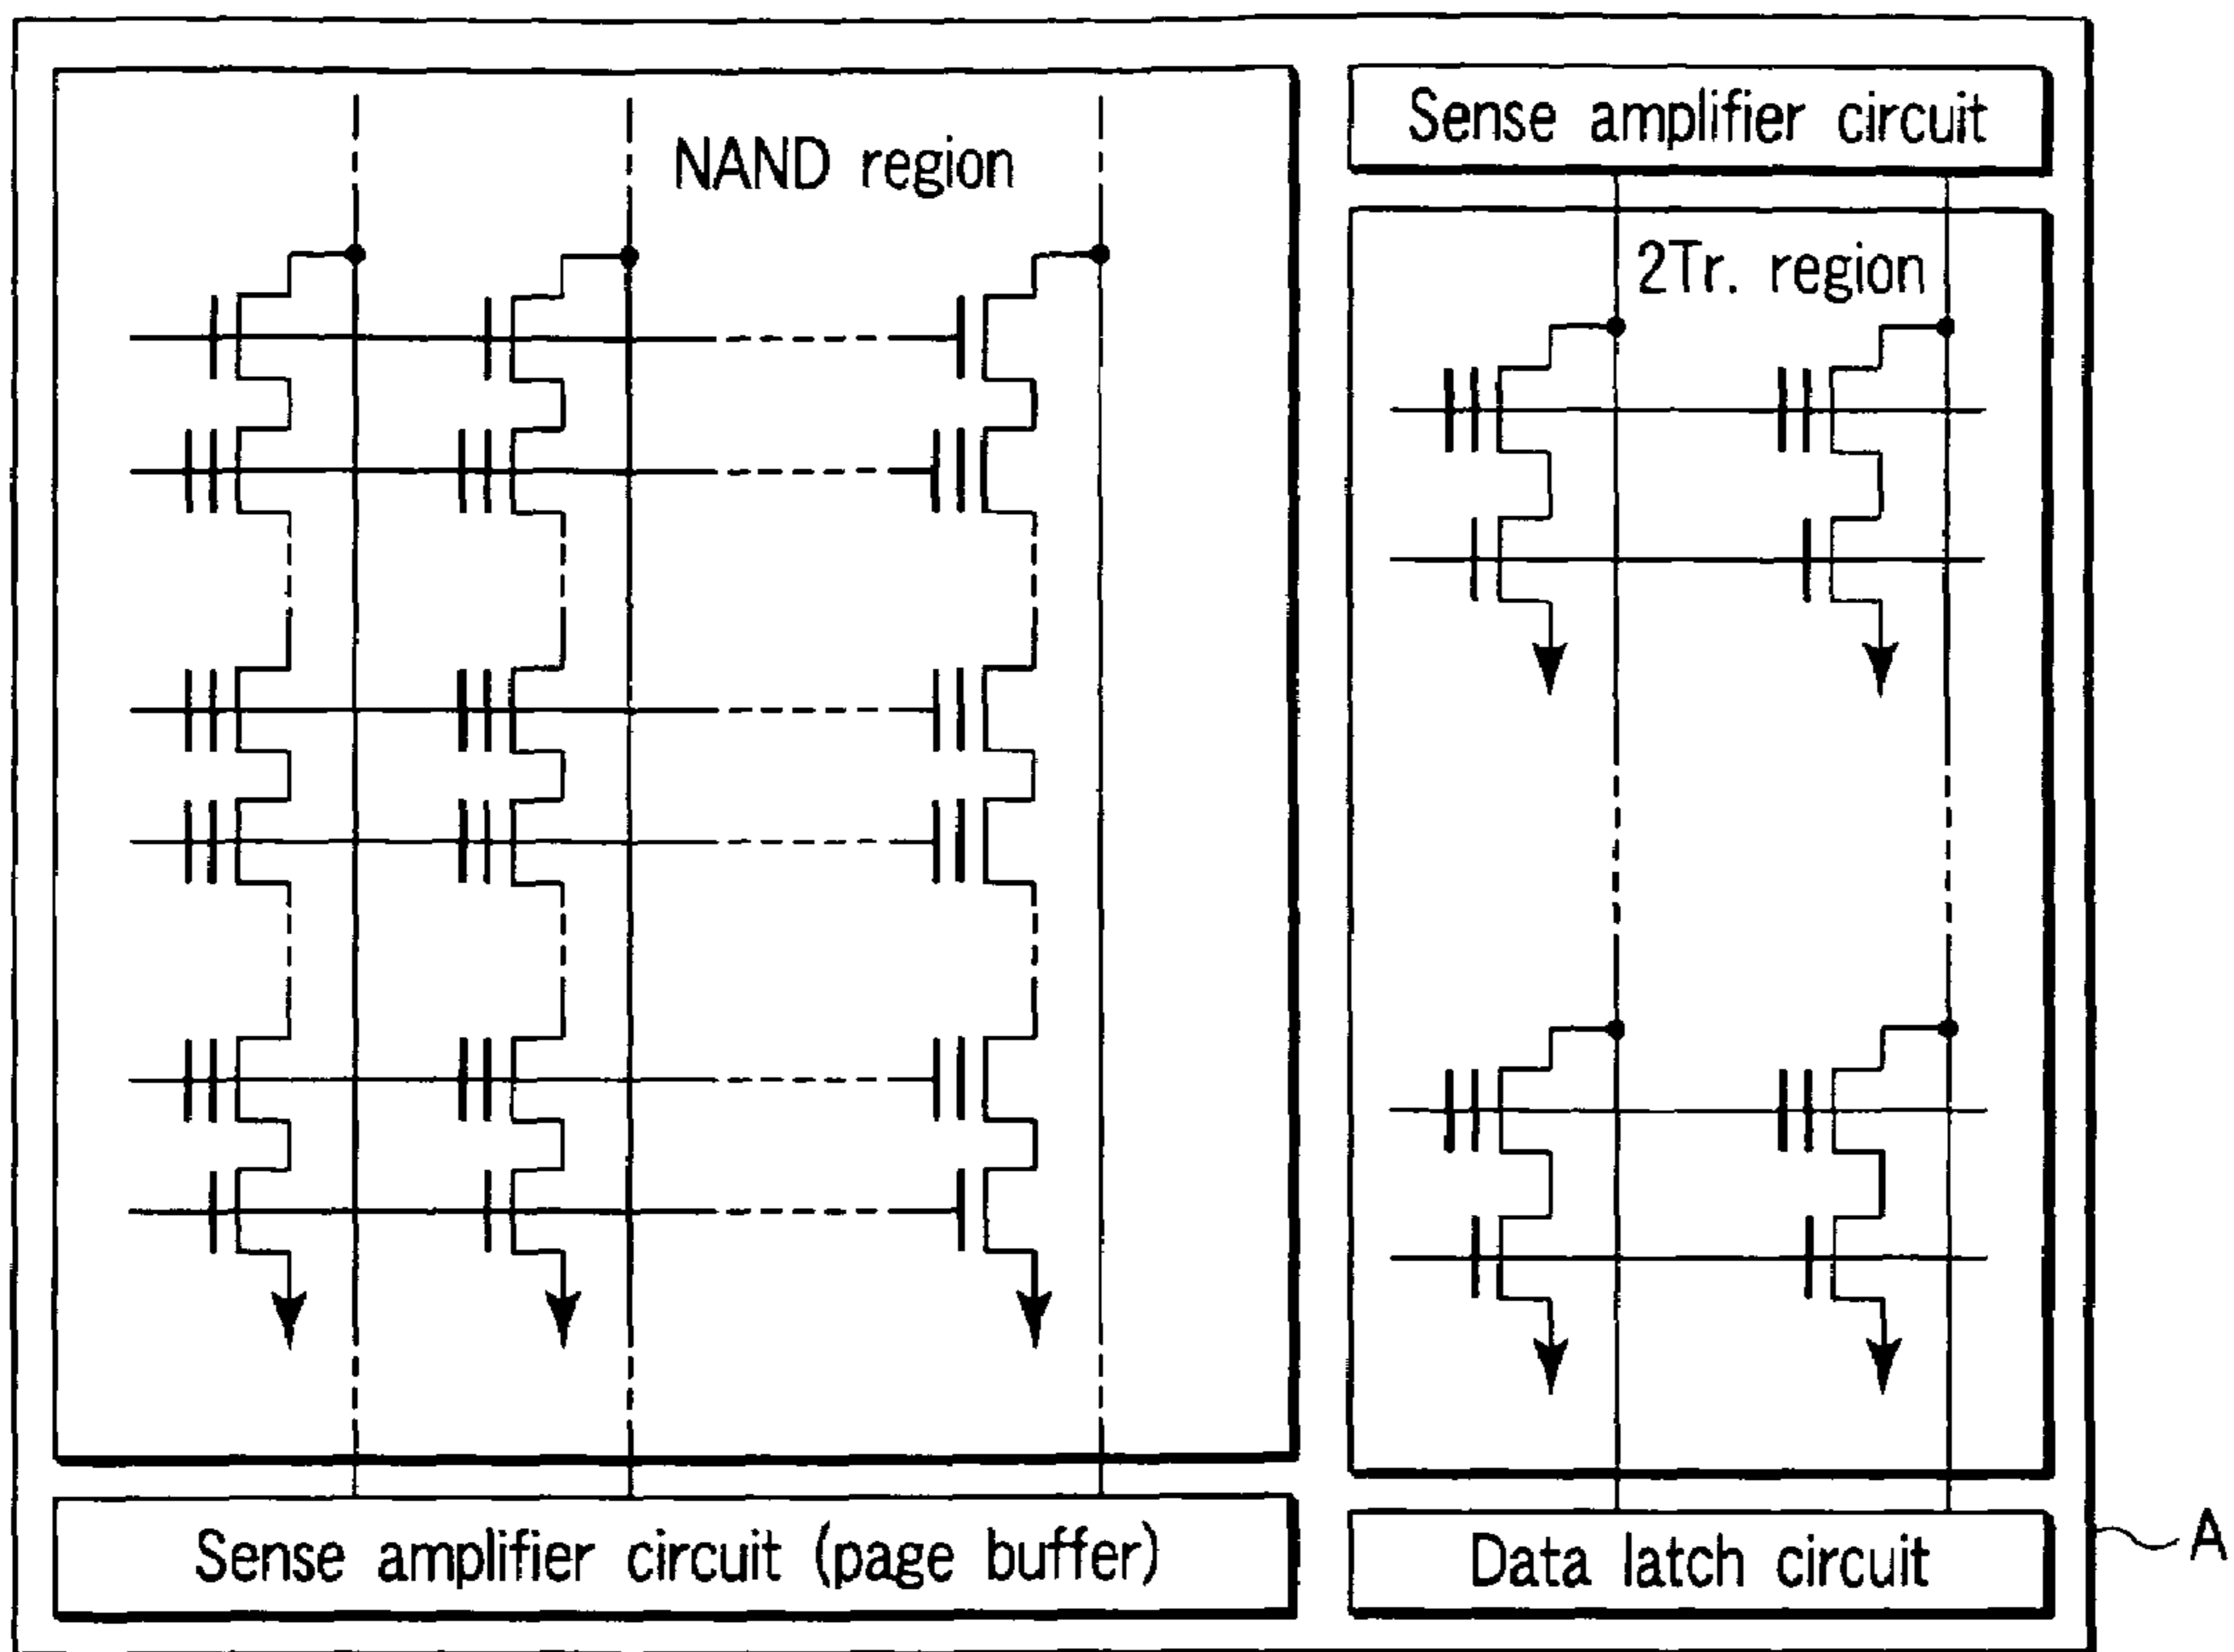 NAND region
Sense amplifier circuit
2Tr. region
Sense amplifier circuit (page buffer)
Data latch circuit
A